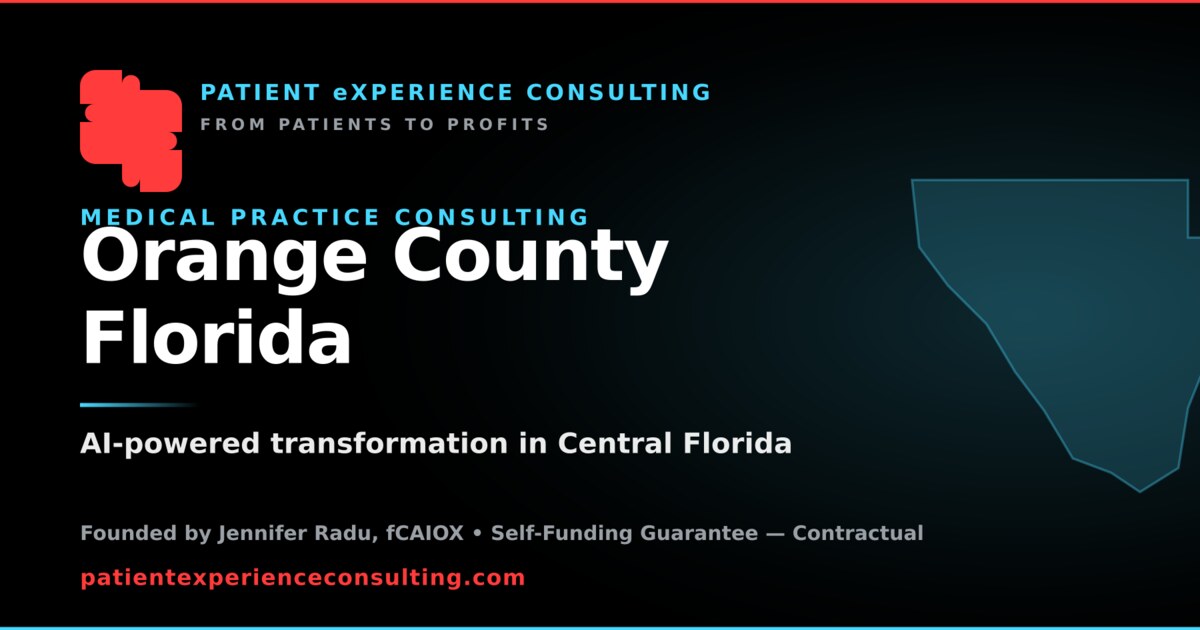 PATIENT eXPERIENCE CONSULTING
FROM PATIENTS TO PROFITS
MEDICAL PRACTICE CONSULTING
Orange County
Florida
AI-powered transformation in Central Florida
Founded by Jennifer Radu, fCAIOX • Self-Funding Guarantee — Contractual
patientexperienceconsulting.com